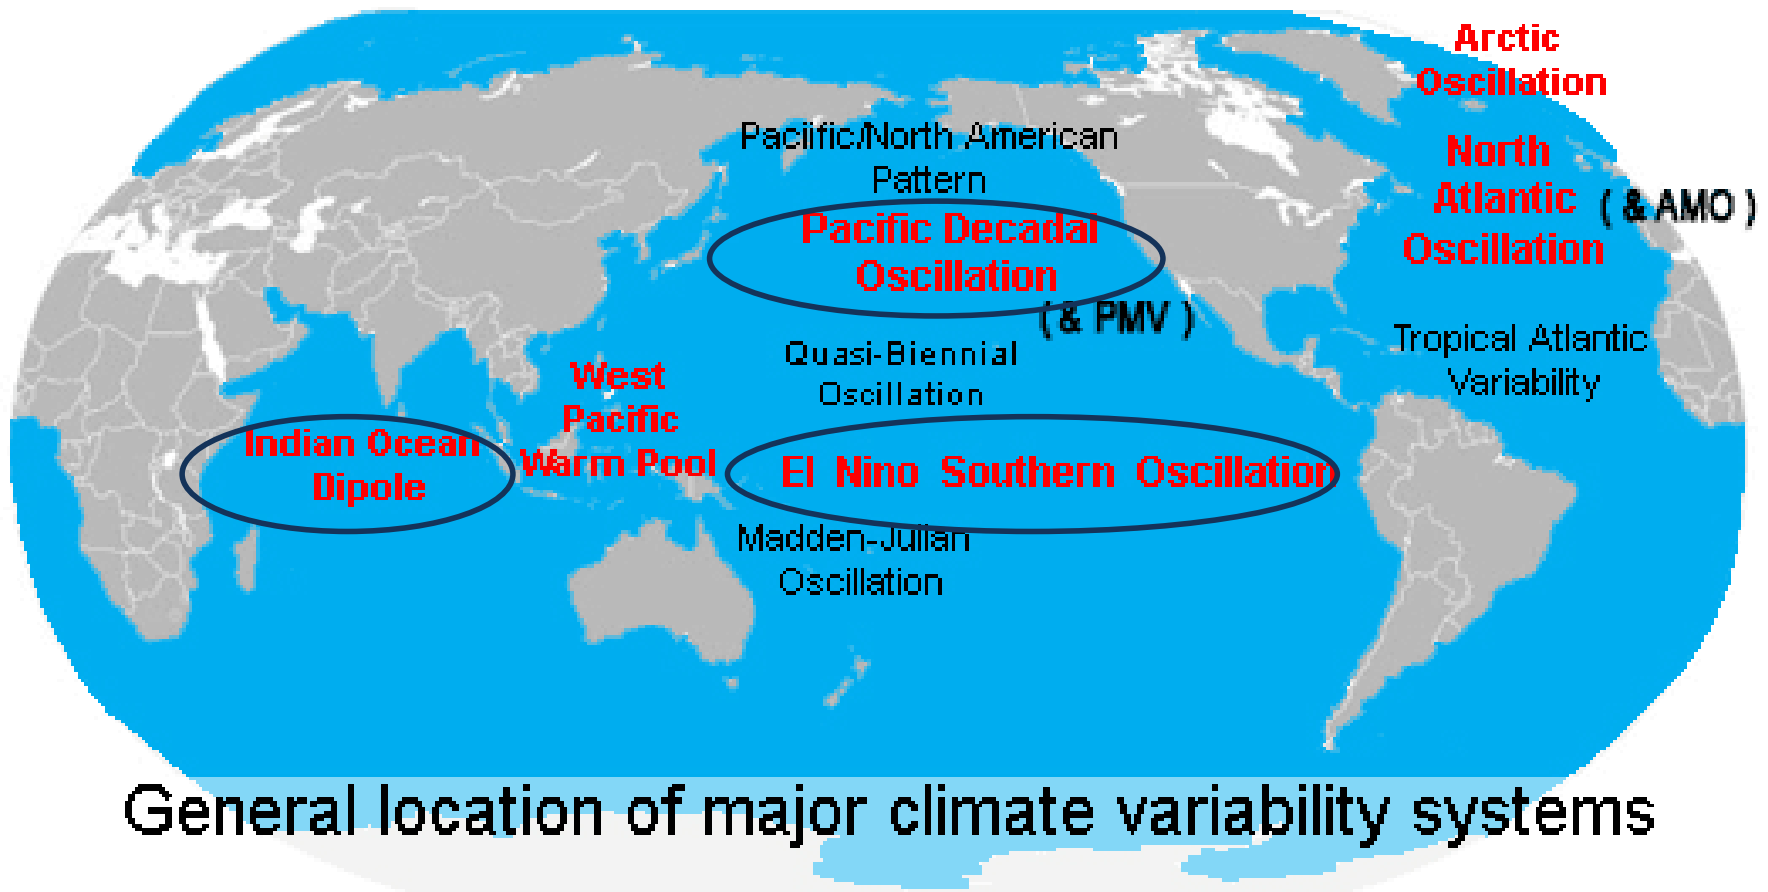 Arctic
Oscillation
Paciific/North American
Pattern
North
Atlantic
Oscillation
( & AMO )
Pacific Decadal
Oscillation
( & PMV )
Quasi-Biennial
Oscillation
Tropical Atlantic
Variability
West
Pacific
Warm Pool
Indian Ocean
Dipole
El Nino Southern Oscillation
Madden-Julian
Oscillation
General location of major climate variability systems